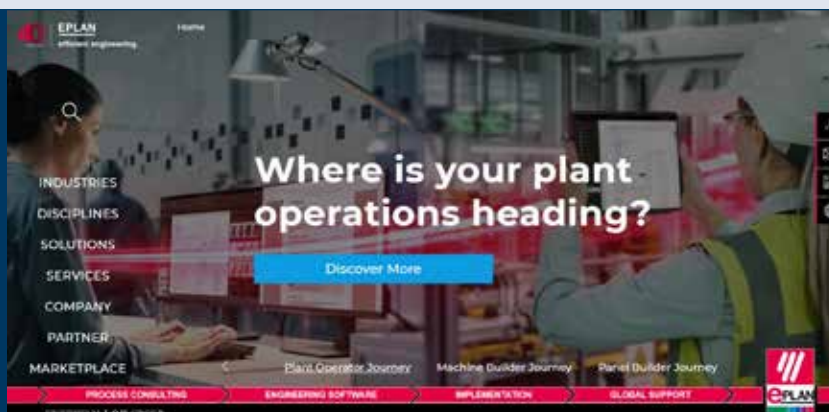 EPLAN
efficient engineering.
Home
INDUSTRIES
DISCIPLINES
SOLUTIONS
SERVICES
COMPANY
PARTNER
MARKETPLACE
Where is your plant
operations heading?
Discover More
Plant Operator Journey
Machine Builder Journey
Panel Builder Journey
PROCESS CONSULTING
ENGINEERING SOFTWARE
IMPLEMENTATION
GLOBAL SUPPORT
ePLAN